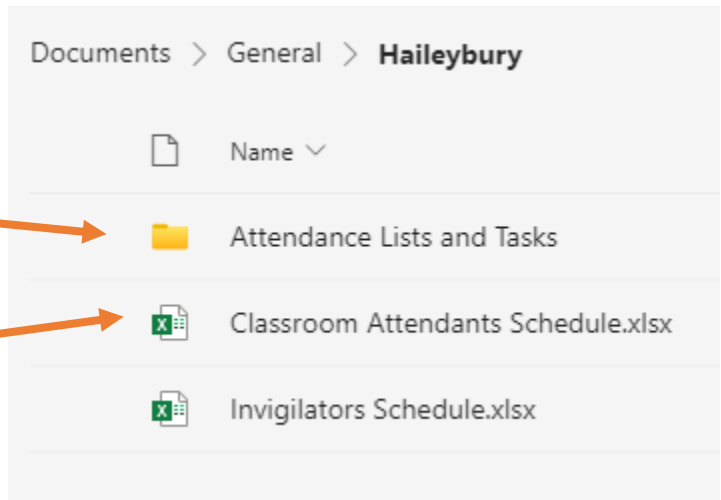 Documents > General > Haileybury
Name
Attendance Lists and Tasks
Classroom Attendants Schedule.xlsx
Invigilators Schedule.xlsx